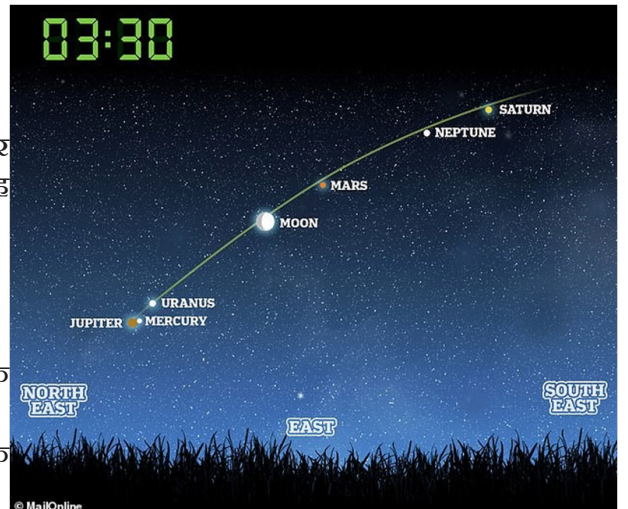 03:30
SATURN
NEPTUNE
MARS
MOON
URANUS
JUPITER MERCURY
NORTH
EAST
SOUTH
EAST
EAST
© MailOnline